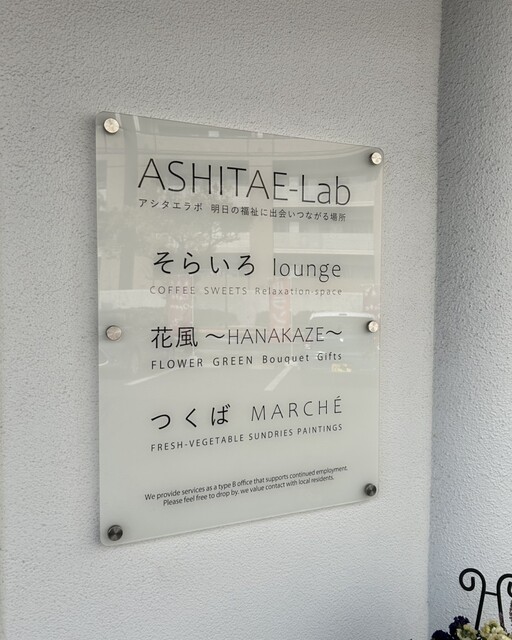 ASHITAE-Lab
アシタエラボ 明日の福祉に出会いつながる場所
そらいろ lounge
COFFEE SWEETS Relaxation-space
花風 〜HANAKAZE〜
FLOWER GREEN Bouquet Gifts
つくば MARCHÉ
FRESH-VEGETABLE SUNDRIES PAINTINGS
We provide services as a type B office that supports continued employment.
Please feel free to drop by, we value contact with local residents.